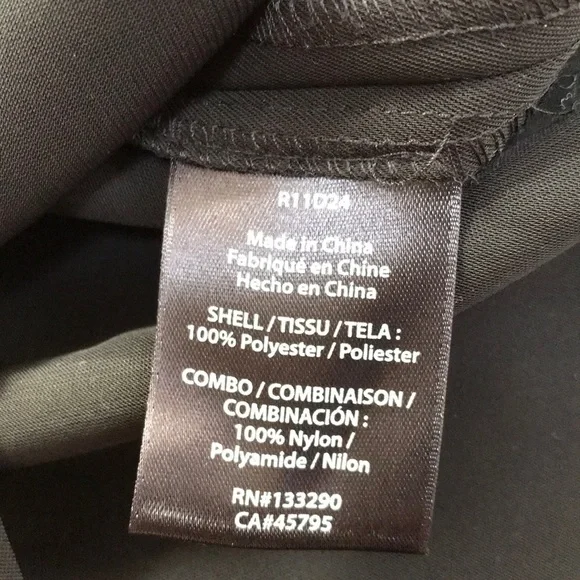 R11D24
Made in China
Fabriqué en Chine
Hecho en China
SHELL / TISSU / TELA :
100% Polyester / Poliester
COMBO / COMBINAISON /
COMBINACIÓN :
100% Nylon /
Polyamide / Nilon
RN#133290
CA#45795